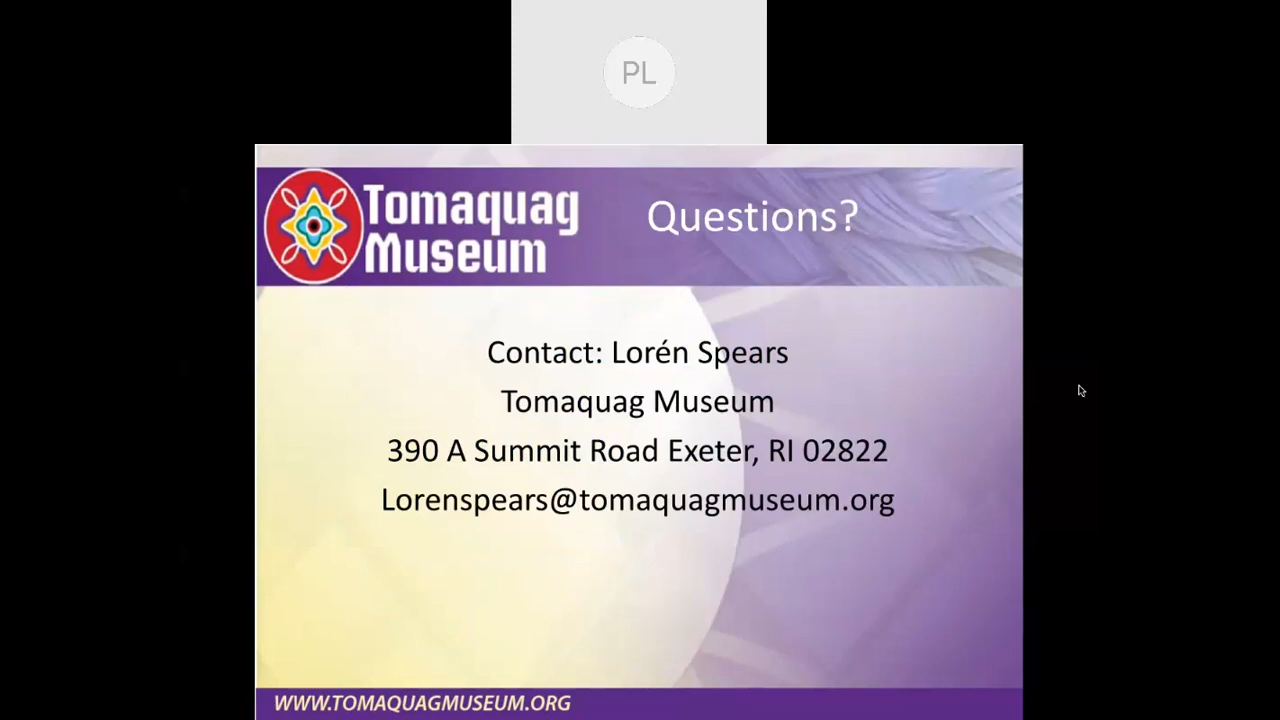 PL
Tomaquag
Museum
Questions?
Contact: Lorén Spears
Tomaquag Museum
390 A Summit Road Exeter, RI 02822
Lorenspears@tomaquagmuseum.org
WWW.TOMAQUAGMUSEUM.ORG